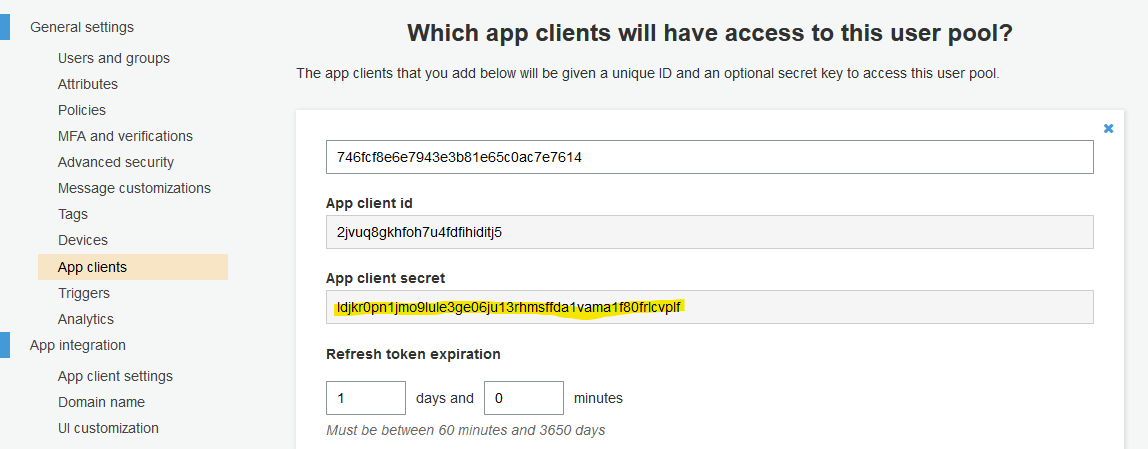 General settings
Users and groups
Attributes
Policies
MFA and verifications
Advanced security
Message customizations
Tags
Devices
App clients
Triggers
Analytics
App integration
App client settings
Domain name
UI customization
Which app clients will have access to this user pool?
The app clients that you add below will be given a unique ID and an optional secret key to access this user pool.
746fcf8e6e7943e3b81e65c0ac7e7614
App client id
2jvuq8gkhfoh7u4fdfihiditj5
App client secret
ldjkr0pn1jmo9lule3ge06ju13rhmsffda1vama1f80frlcvplf
Refresh token expiration
1 days and 0 minutes
Must be between 60 minutes and 3650 days